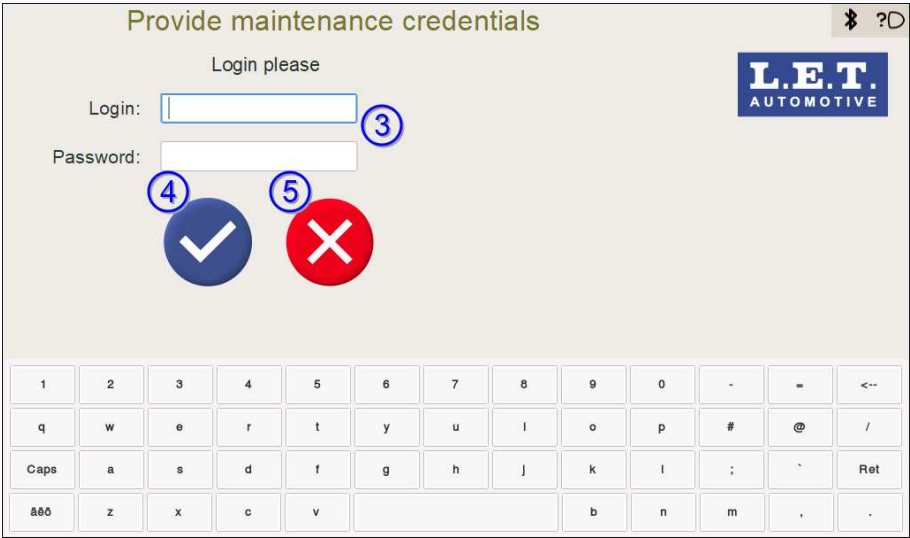 Provide maintenance credentials
?
Login please
L.E.T.
AUTOMOTIVE
Login:
3
Password:
4 5
1 2 3 4 5 6 7 8 9 0 - = <--
q w e r t y u i o p # @ /
Caps a s d f g h j k l ; ` Ret
äëö z x c v b n m , .